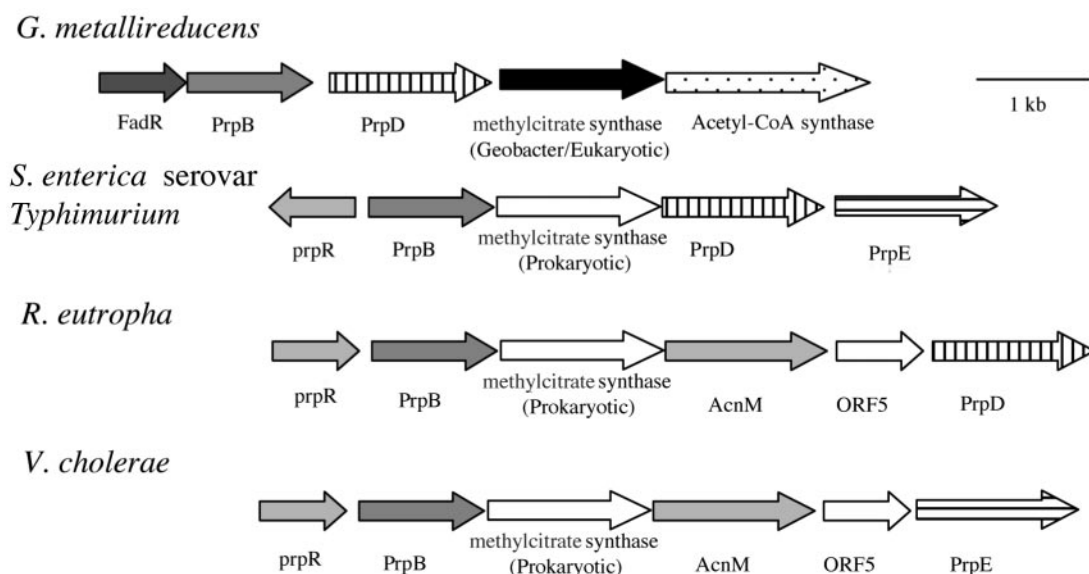 G. metallireducens
FadR PrpB PrpD methylcitrate synthase Acetyl-CoA synthase 1 kb
(Geobacter/Eukaryotic)
S. enterica serovar
Typhimurium
prpR PrpB methylcitrate synthase PrpD PrpE
(Prokaryotic)
R. eutropha
prpR PrpB methylcitrate synthase AcnM ORF5 PrpD
(Prokaryotic)
V. cholerae
prpR PrpB methylcitrate synthase AcnM ORF5 PrpE
(Prokaryotic)